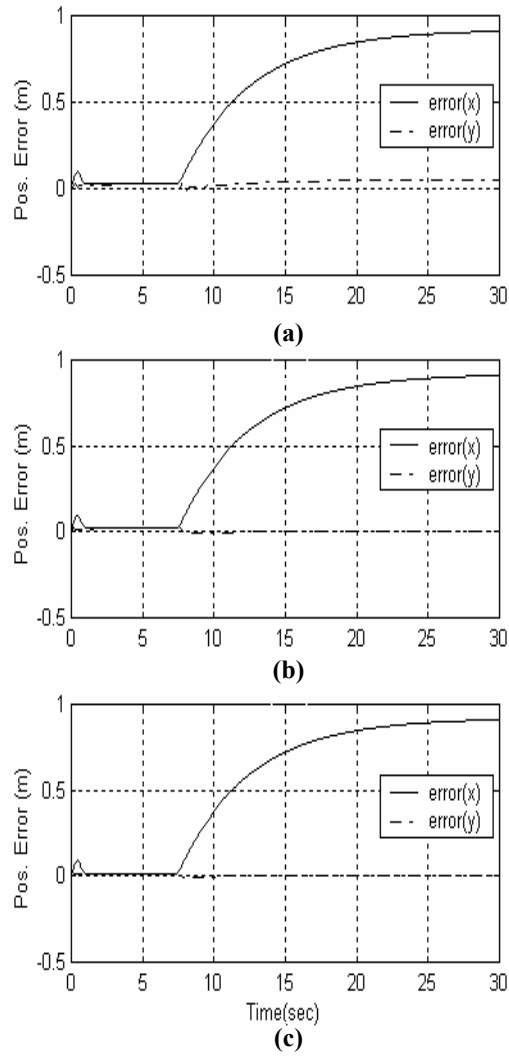 1
Pos. Error (m)
0.5
error(x)
error(y)
0
-0.5
0 5 10 15 20 25 30
(a)
1
Pos. Error (m)
0.5
error(x)
error(y)
0
-0.5
0 5 10 15 20 25 30
(b)
1
Pos. Error (m)
0.5
error(x)
error(y)
0
-0.5
0 5 10 15 20 25 30
Time(sec)
(c)